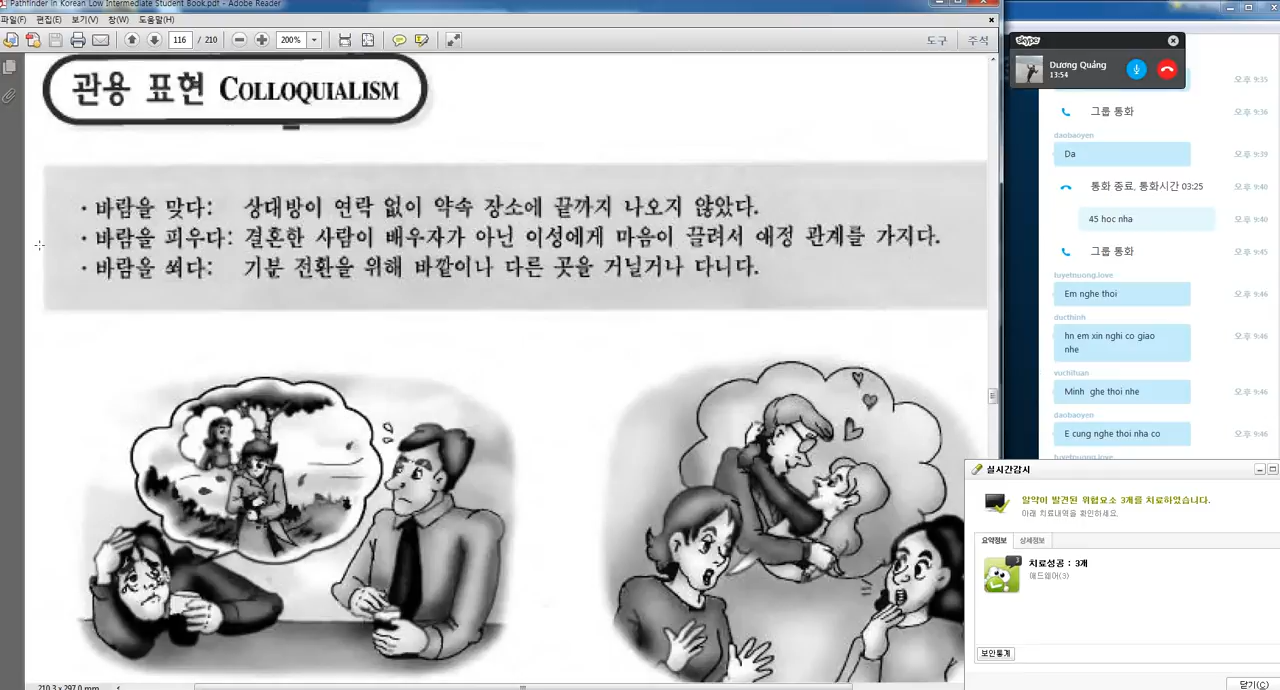 Pathfinder in Korean Low Intermediate Student Book.pdf - Adobe Reader
파일(F) 편집(E) 보기(V) 창(W) 도움말(H)
116 / 210 200% 도구 주석
관용 표현 COLLOQUIALISM
· 바람을 맞다: 상대방이 연락 없이 약속 장소에 끝까지 나오지 않았다.
· 바람을 피우다: 결혼한 사람이 배우자가 아닌 이성에게 마음이 끌려서 애정 관계를 가지다.
· 바람을 쐬다: 기분 전환을 위해 바깥이나 다른 곳을 거닐거나 다니다.
210.3 x 297.0 mm
skype
Dương Quảng
13:54
오후 9:35
그룹 통화 오후 9:36
daobaoyen
Da 오후 9:39
통화 종료, 통화시간 03:25 오후 9:40
45 hoc nha 오후 9:40
그룹 통화 오후 9:45
tuyetnuong.love
Em nghe thoi 오후 9:46
ducthinh
hn em xin nghi co giao 오후 9:46
nhe
vuchituan
Minh ghe thoi nhe 오후 9:46
daobaoyen
E cung nghe thoi nha co 오후 9:46
tuyetnuong.love
실시간감시
알약이 발견된 위험요소 3개를 치료하였습니다.
아래 치료내역을 확인하세요.
요약정보 상세정보
3
치료성공 : 3개
애드웨어(3)
보안통계
닫기(C)